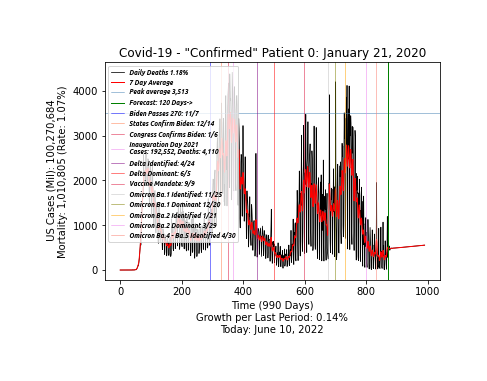 Covid-19 - "Confirmed" Patient 0: January 21, 2020
Daily Deaths 1.18%
7 Day Average
Peak average 3,513
Forecast: 120 Days->
Biden Passes 270: 11/7
States Confirm Biden: 12/14
Congress Confirms Biden: 1/6
Inauguration Day 2021
Cases: 192,552, Deaths: 4,110
Delta Identified: 4/24
Delta Dominant: 6/5
Vaccine Mandate: 9/9
Omicron Ba.1 Identified: 11/25
Omicron Ba.1 Dominant 12/20
Omicron Ba.2 Identified 1/21
Omicron Ba.2 Dominant 3/29
Omicron Ba.4 - Ba.5 Identified 4/30
US Cases (Mil): 100,270,684
Mortality: 1,010,805 (Rate: 1.07%)
4000
3000
2000
1000
0
0 200 400 600 800 1000
Time (990 Days)
Growth per Last Period: 0.14%
Today: June 10, 2022